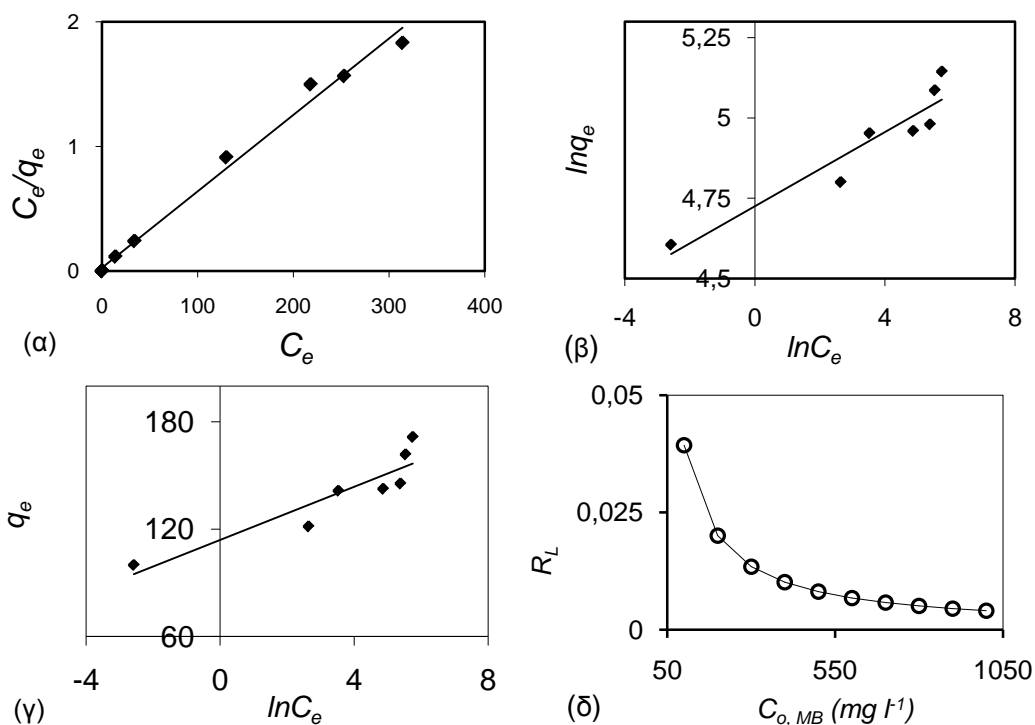 2
1
0
C_e/q_e
0
100
200
300
400
(α)
C_e
5,25
5
4,75
4,5
lnq_e
-4
0
4
8
(β)
lnC_e
180
120
60
q_e
-4
0
4
8
(γ)
lnC_e
0,05
0,025
0
R_L
50
550
1050
(δ)
C_o, MB (mg l^-1)